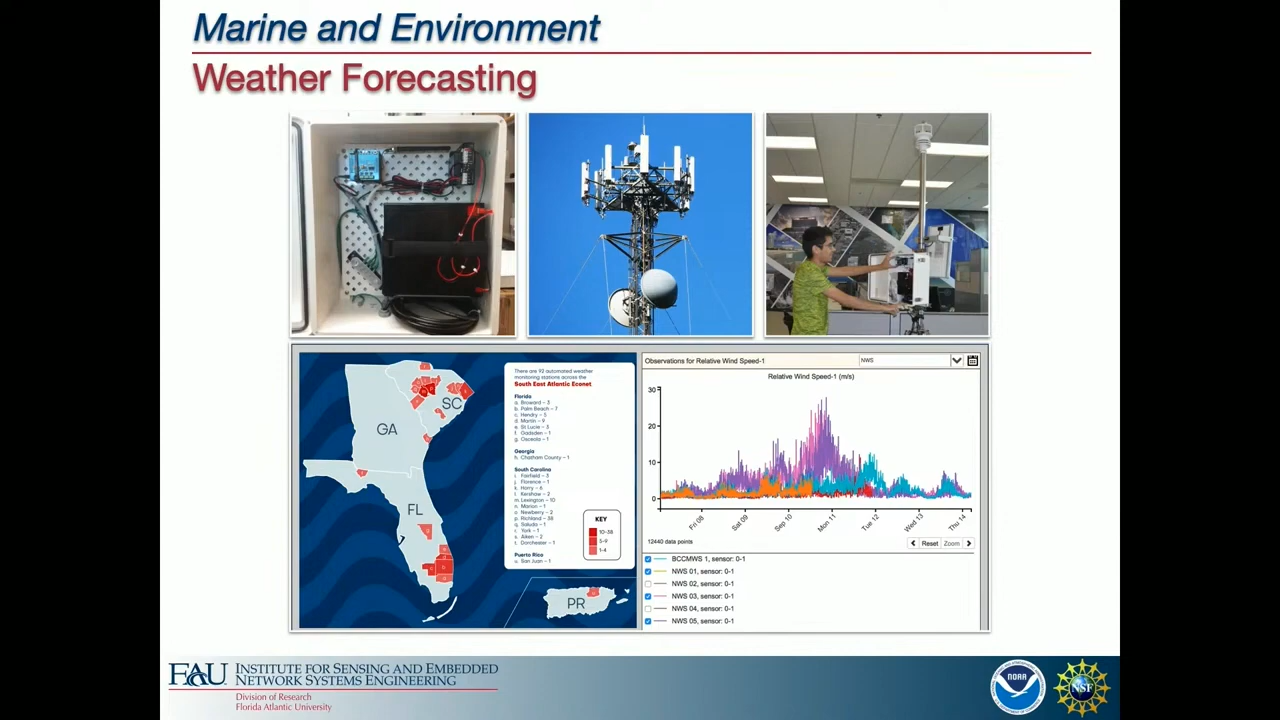 Marine and Environment
Weather Forecasting
GA
SC
FL
PR
There are 92 automated weather
monitoring stations across the
South East Atlantic Econet
Florida
a. Broward – 3
b. Palm Beach – 7
c. Hendry – 5
d. Martin – 9
e. St Lucie – 3
f. Gadsden – 1
g. Osceola – 1
Georgia
h. Chatham County – 1
South Carolina
i. Fairfield – 3
j. Florence – 1
k. Horry – 6
l. Kershaw – 2
m. Lexington – 10
n. Marion – 1
o. Newberry – 2
p. Richland – 38
q. Saluda – 1
r. York – 1
s. Aiken – 2
t. Dorchester – 1
Puerto Rico
u. San Juan – 1
KEY
10-38
5-9
1-4
Observations for Relative Wind Speed-1
NWS
Relative Wind Speed-1 (m/s)
30
20
10
0
Fri 08
Sat 09
Sep 10
Mon 11
Tue 12
Wed 13
Thu 14
12440 data points
Reset
Zoom
BCCMWS 1, sensor: 0-1
NWS 01, sensor: 0-1
NWS 02, sensor: 0-1
NWS 03, sensor: 0-1
NWS 04, sensor: 0-1
NWS 05, sensor: 0-1
FAU
INSTITUTE FOR SENSING AND EMBEDDED
NETWORK SYSTEMS ENGINEERING
Division of Research
Florida Atlantic University
NOAA
NSF